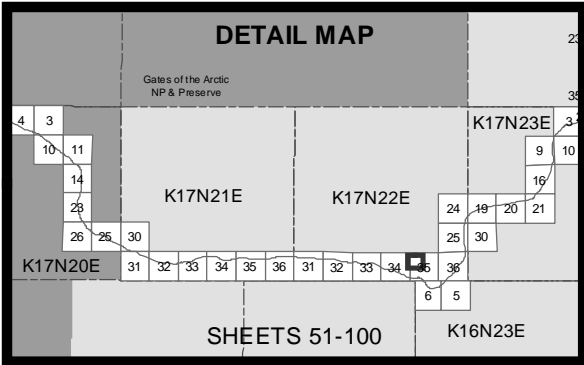 DETAIL MAP
23
Gates of the Arctic
NP & Preserve
35
4 3
K17N23E 3
10 11 9 10
14 16
K17N21E K17N22E
23 24 19 20 21
26 25 30 25 30
K17N20E 31 32 33 34 35 36 31 32 33 34 35 36
6 5
SHEETS 51-100 K16N23E